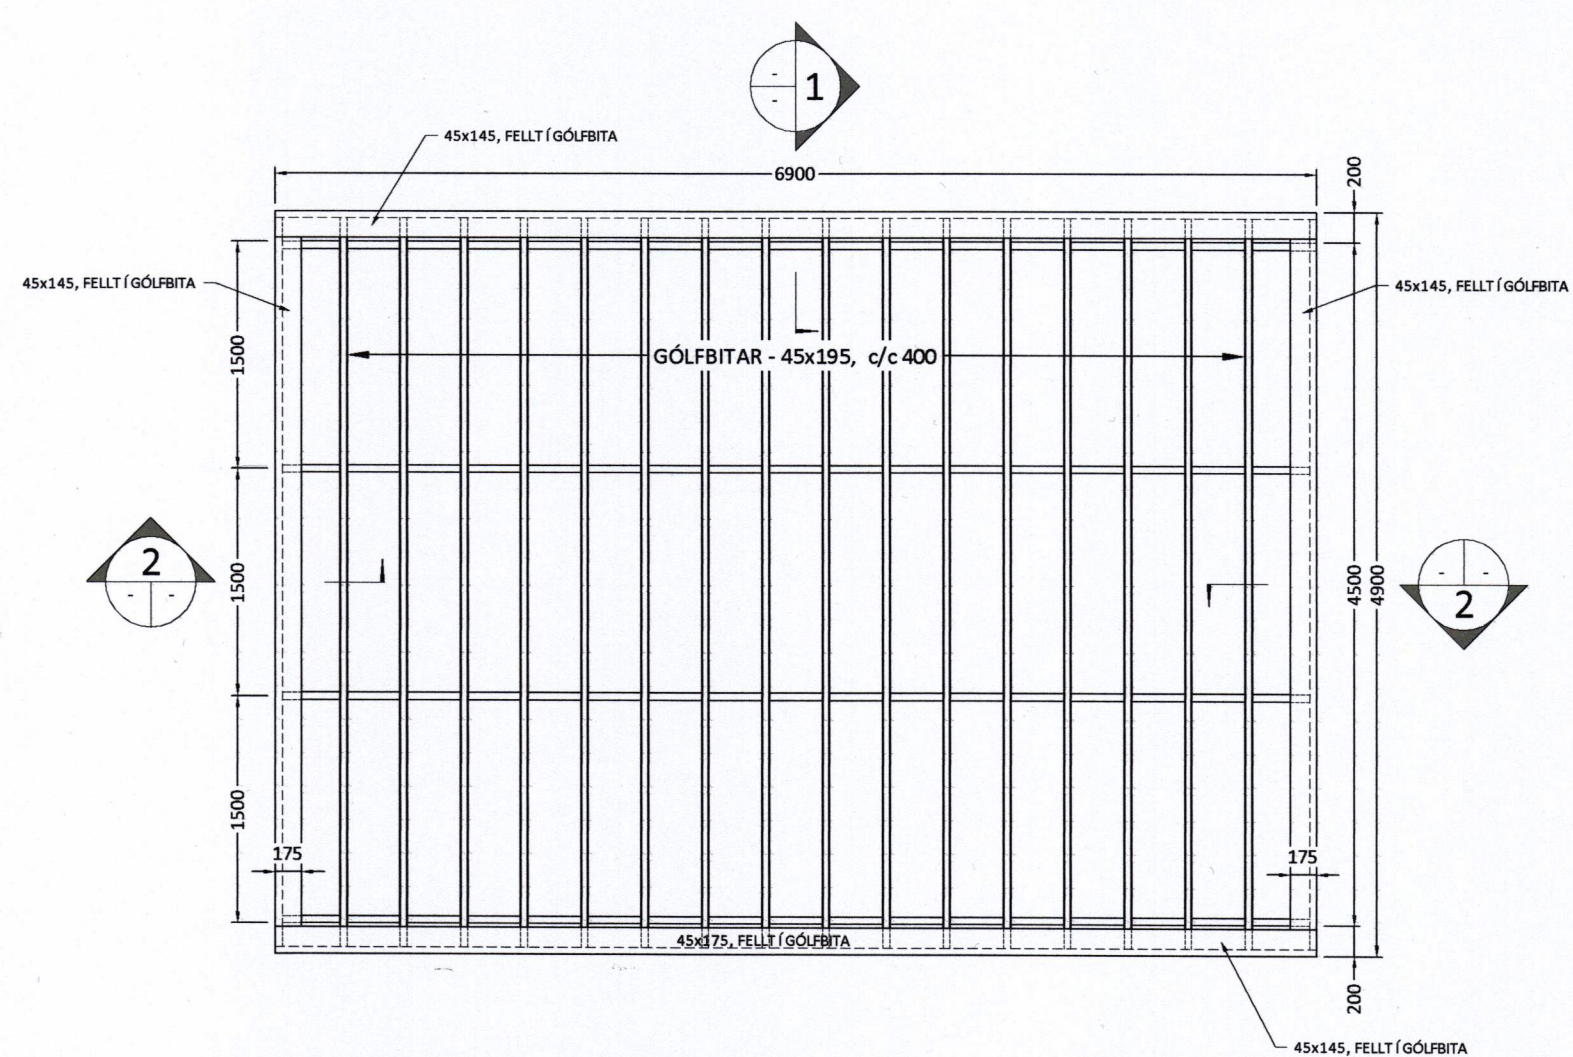 -
-
1
45x145, FELLT Í GÓLFBITA
6900
200
45x145, FELLT Í GÓLFBITA
45x145, FELLT Í GÓLFBITA
1500
GÓLFBITAR - 45x195, c/c 400
2
- -
1500
4500
4900
- -
2
1500
175
175
45x175, FELLT Í GÓLFBITA
200
45x145, FELLT Í GÓLFBITA